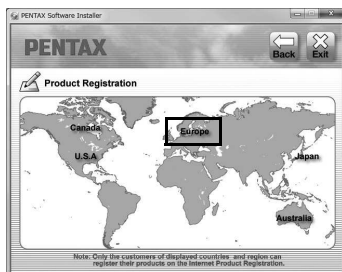 PENTAX Software Installer
PENTAX
Back
Exit
Product Registration
Canada
Europe
U.S.A
Japan
Australia
Note: Only the customers of displayed countries and region can
register their products on the Internet Product Registration.